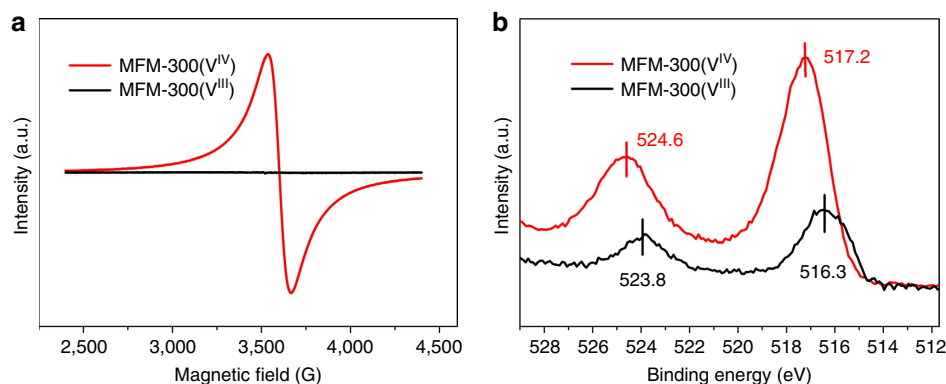 a
MFM-300(V^IV)
MFM-300(V^III)
Intensity (a.u.)
2,500 3,000 3,500 4,000 4,500
Magnetic field (G)
b
MFM-300(V^IV)
MFM-300(V^III)
517.2
524.6
523.8
516.3
Intensity (a.u.)
528 526 524 522 520 518 516 514 512
Binding energy (eV)